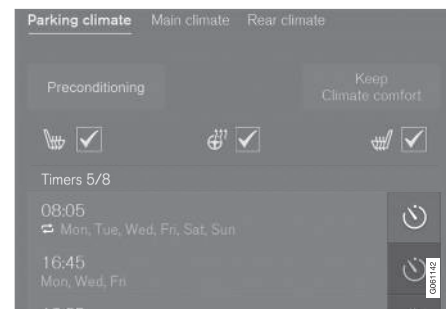 Parking climate Main climate Rear climate
Preconditioning
Keep
Climate comfort
Timers 5/8
08:05
Mon, Tue, Wed, Fri, Sat, Sun
16:45
Mon, Wed, Fri
G061142